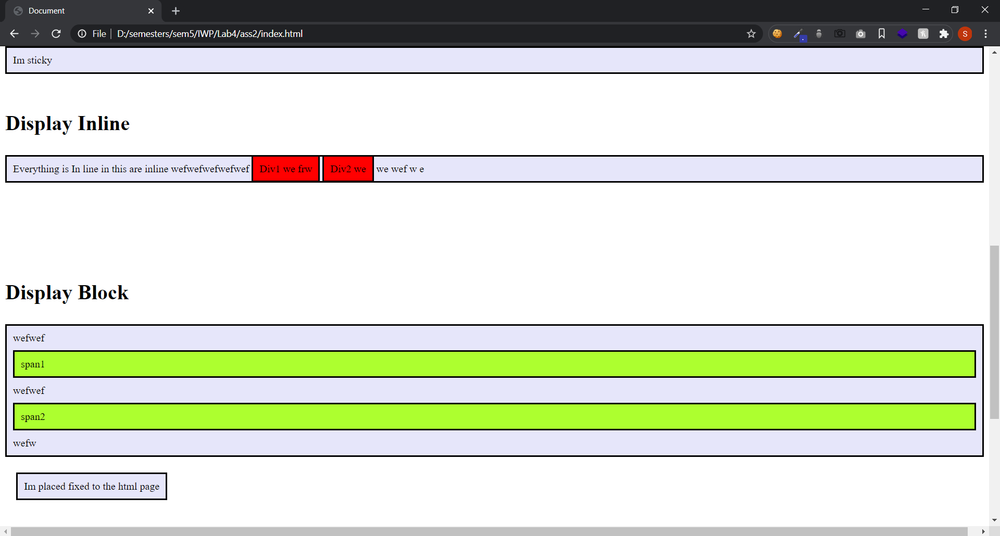 Document
File
D:/semesters/sem5/IWP/Lab4/ass2/index.html
S
Im sticky
Display Inline
Everything is In line in this are inline wefwefwefwefwef Div1 we frw Div2 we we wef w e
Display Block
wefwef
span1
wefwef
span2
wefw
Im placed fixed to the html page